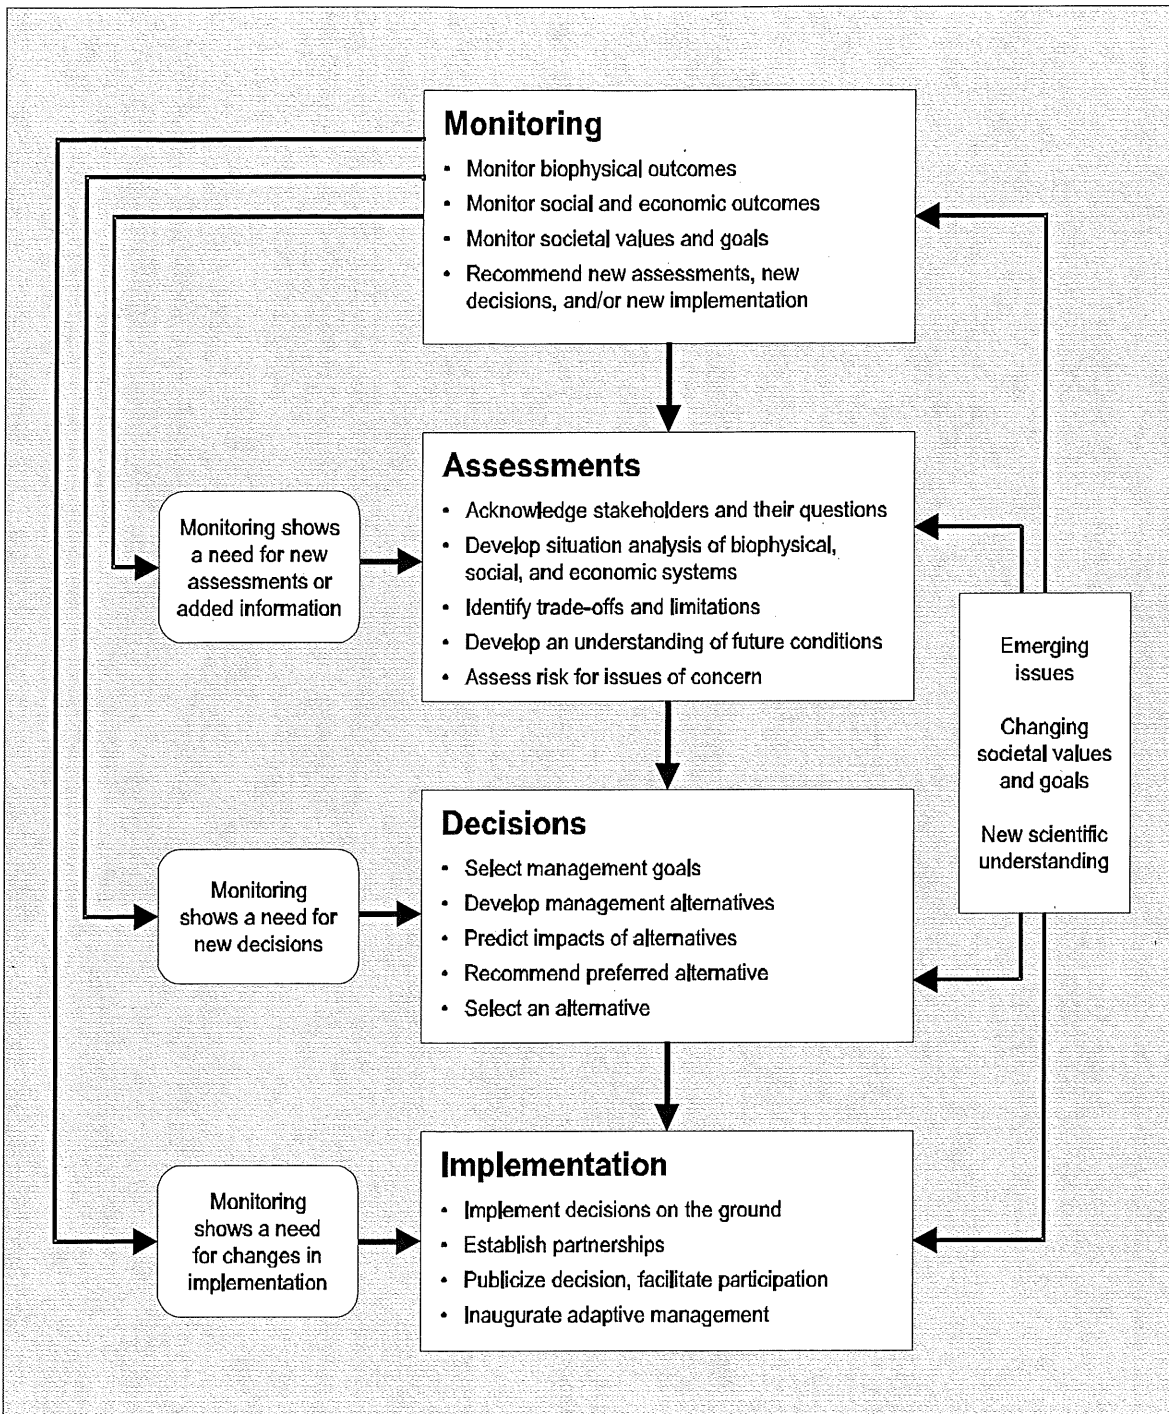 Monitoring
• Monitor biophysical outcomes
• Monitor social and economic outcomes
• Monitor societal values and goals
• Recommend new assessments, new
decisions, and/or new implementation
Assessments
• Acknowledge stakeholders and their questions
• Develop situation analysis of biophysical,
social, and economic systems
• Identify trade-offs and limitations
• Develop an understanding of future conditions
• Assess risk for issues of concern
Monitoring shows
a need for new
assessments or
added information
Emerging
issues
Changing
societal values
and goals
New scientific
understanding
Decisions
• Select management goals
• Develop management alternatives
• Predict impacts of alternatives
• Recommend preferred alternative
• Select an alternative
Monitoring
shows a need for
new decisions
Implementation
• Implement decisions on the ground
• Establish partnerships
• Publicize decision, facilitate participation
• Inaugurate adaptive management
Monitoring
shows a need
for changes in
implementation